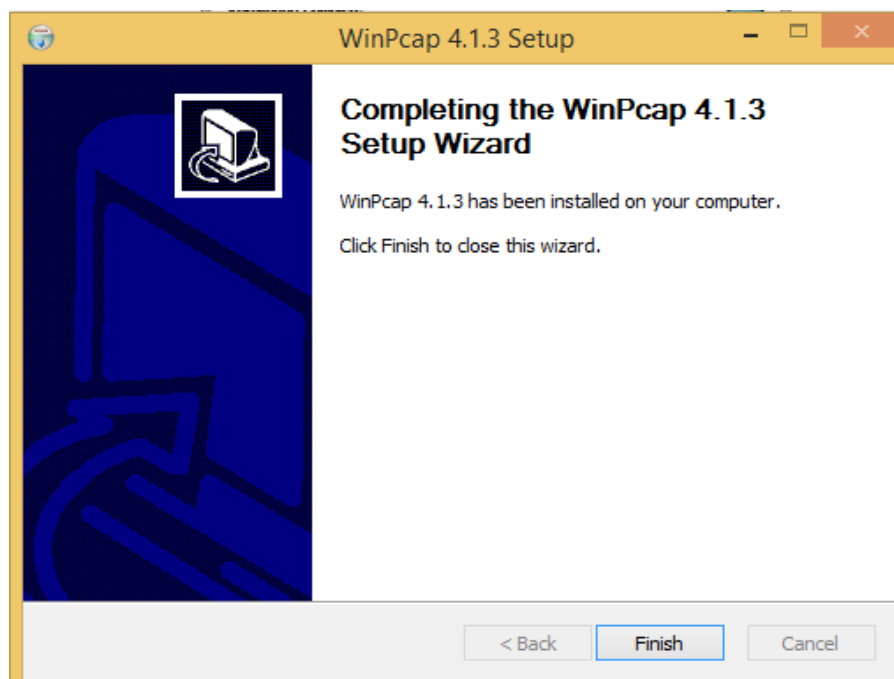 WinPcap 4.1.3 Setup
Completing the WinPcap 4.1.3
Setup Wizard
WinPcap 4.1.3 has been installed on your computer.
Click Finish to close this wizard.
< Back
Finish
Cancel